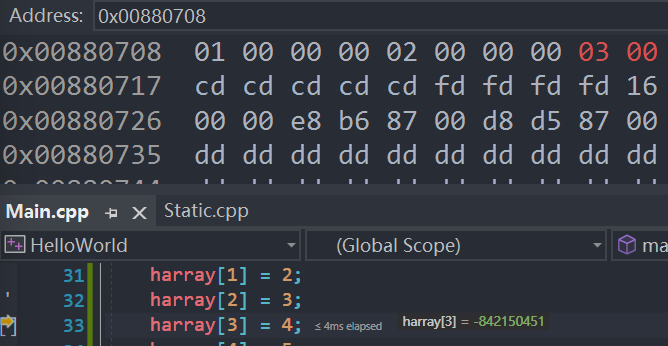 Address: 0x00880708
0x00880708 01 00 00 00 02 00 00 00 03 00
0x00880717 cd cd cd cd cd fd fd fd fd 16
0x00880726 00 00 e8 b6 87 00 d8 d5 87 00
0x00880735 dd dd dd dd dd dd dd dd dd dd
Main.cpp Static.cpp
HelloWorld (Global Scope) ma
31 harray[1] = 2;
32 harray[2] = 3;
33 harray[3] = 4; ≤ 4ms elapsed harray[3] = -842150451